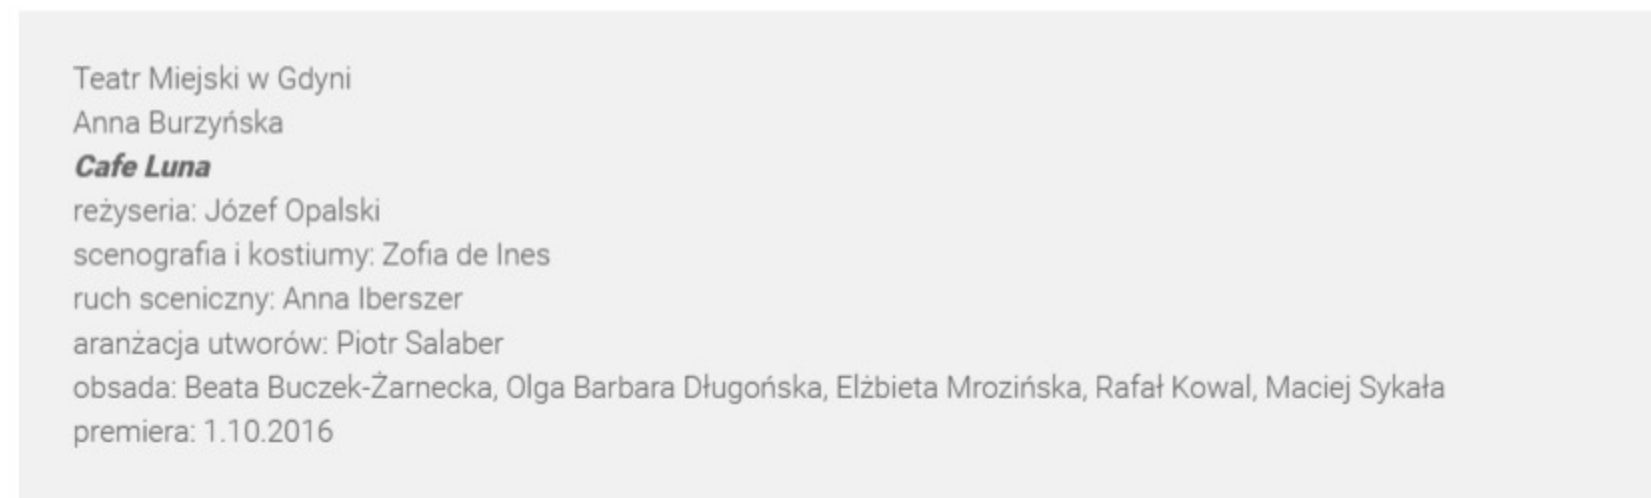 Teatr Miejski w Gdyni
Anna Burzyńska
Cafe Luna
reżyseria: Józef Opalski
scenografia i kostiumy: Zofia de Ines
ruch sceniczny: Anna Iberszer
aranżacja utworów: Piotr Salaber
obsada: Beata Buczek-Żarnecka, Olga Barbara Długońska, Elżbieta Mrozińska, Rafał Kowal, Maciej Sykała
premiera: 1.10.2016